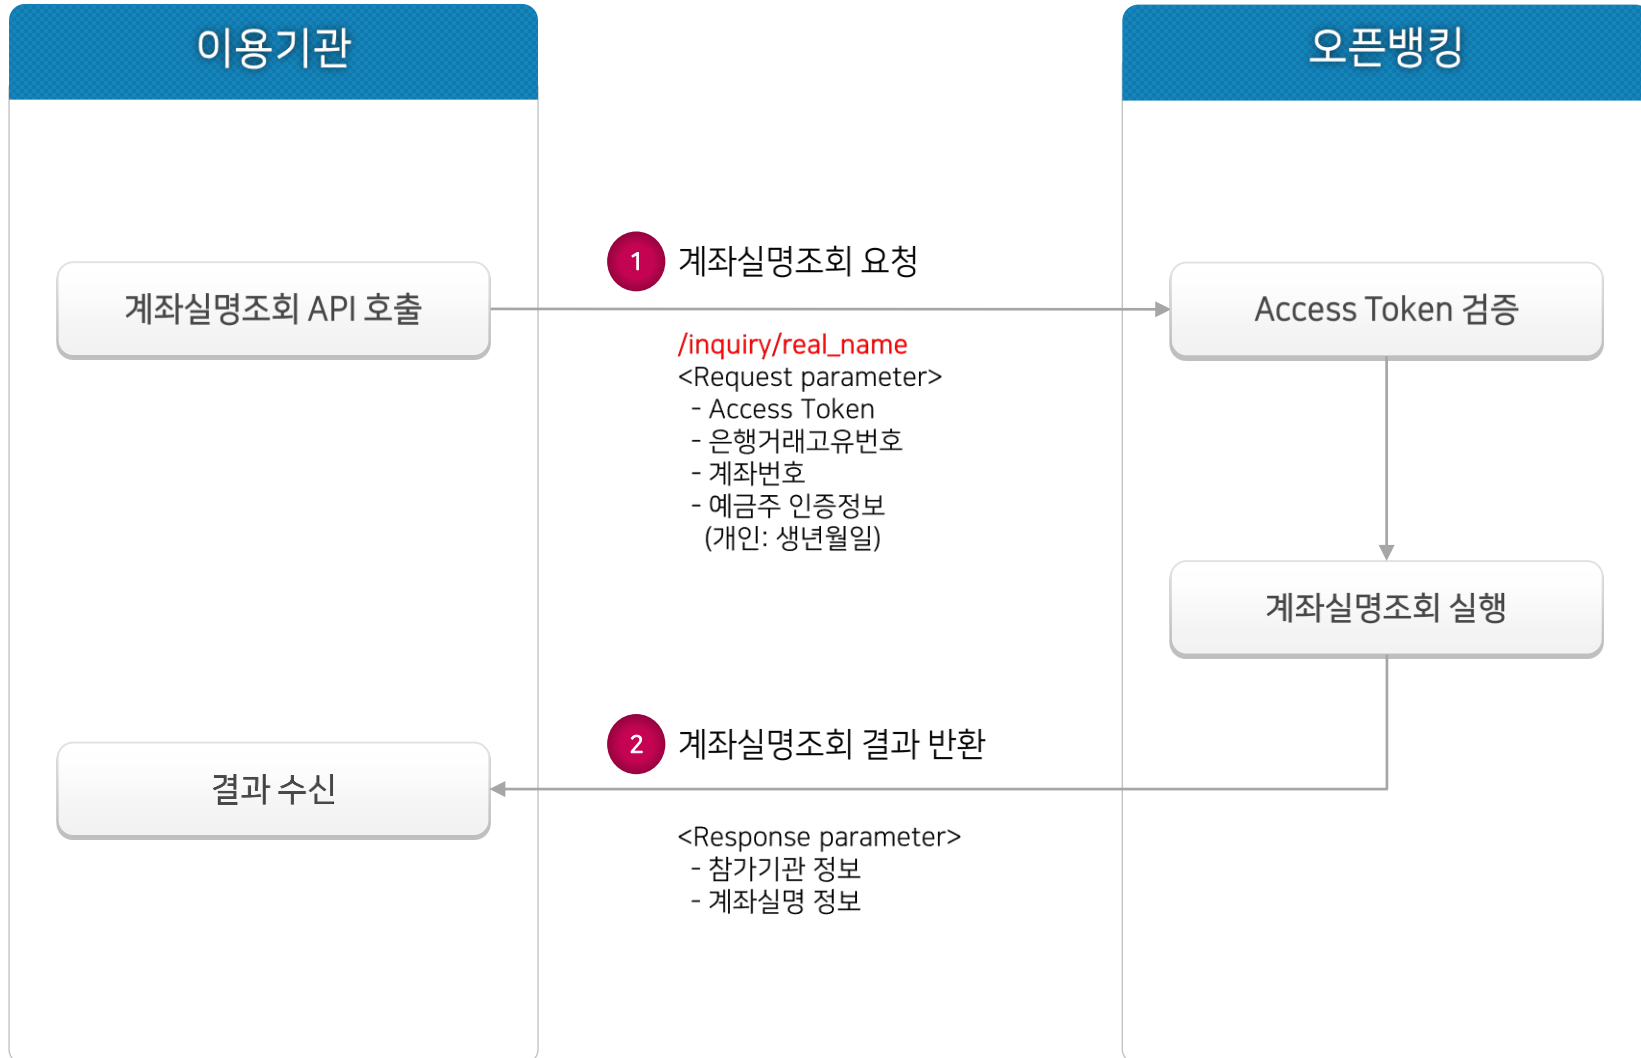 이용기관
오픈뱅킹
1 계좌실명조회 요청
계좌실명조회 API 호출
Access Token 검증
/inquiry/real_name
<Request parameter>
- Access Token
- 은행거래고유번호
- 계좌번호
- 예금주 인증정보
(개인: 생년월일)
계좌실명조회 실행
2 계좌실명조회 결과 반환
결과 수신
<Response parameter>
- 참가기관 정보
- 계좌실명 정보